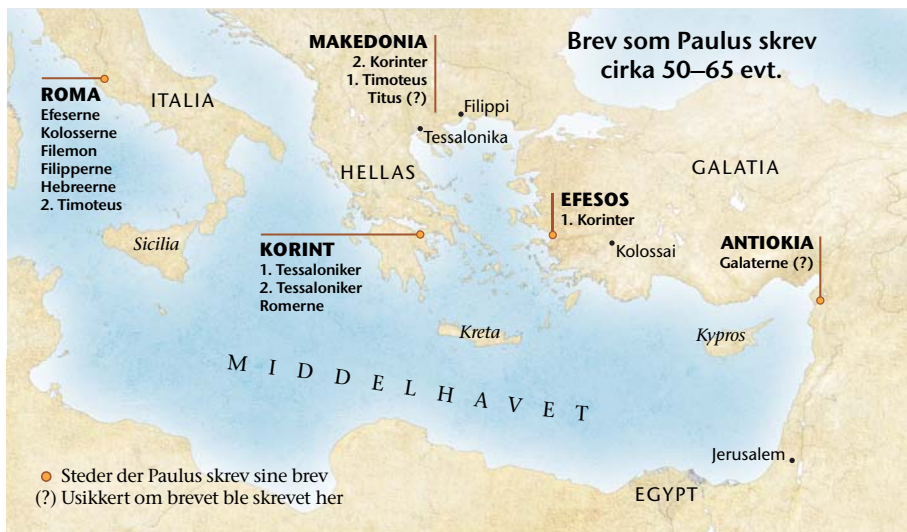 Brev som Paulus skrev
cirka 50–65 evt.
ROMA
Efeserne
Kolosserne
Filemon
Filipperne
Hebreerne
2. Timoteus
ITALIA
MAKEDONIA
2. Korinter
1. Timoteus
Titus (?)
Filippi
Tessalonika
HELLAS
GALATIA
EFESOS
1. Korinter
Kolossai
ANTIOKIA
Galaterne (?)
Sicilia
KORINT
1. Tessaloniker
2. Tessaloniker
Romerne
Kreta
Kypros
MIDDELHAVET
Jerusalem
EGYPT
Steder der Paulus skrev sine brev
(?) Usikkert om brevet ble skrevet her